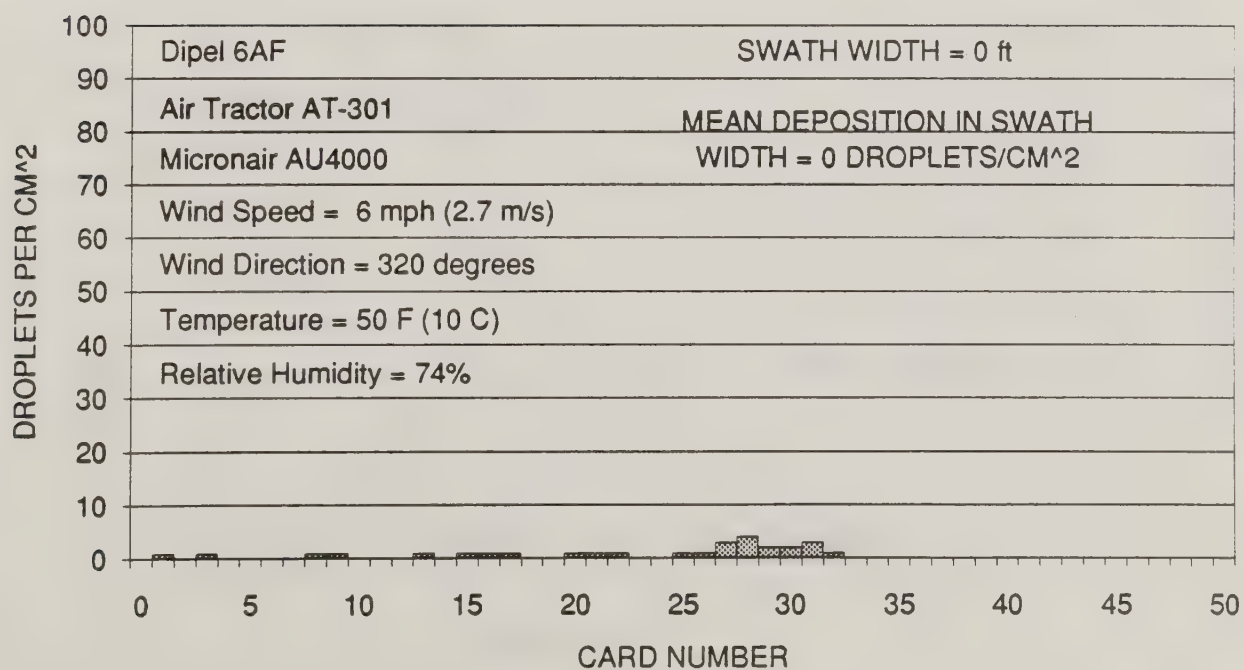 100
Dipel 6AF
SWATH WIDTH = 0 ft
90
Air Tractor AT-301
MEAN DEPOSITION IN SWATH
80
Micronair AU4000
WIDTH = 0 DROPLETS/CM^2
70
Wind Speed = 6 mph (2.7 m/s)
60
Wind Direction = 320 degrees
50
Temperature = 50 F (10 C)
40
Relative Humidity = 74%
30
20
10
0
DROPLETS PER CM^2
0 5 10 15 20 25 30 35 40 45 50
CARD NUMBER